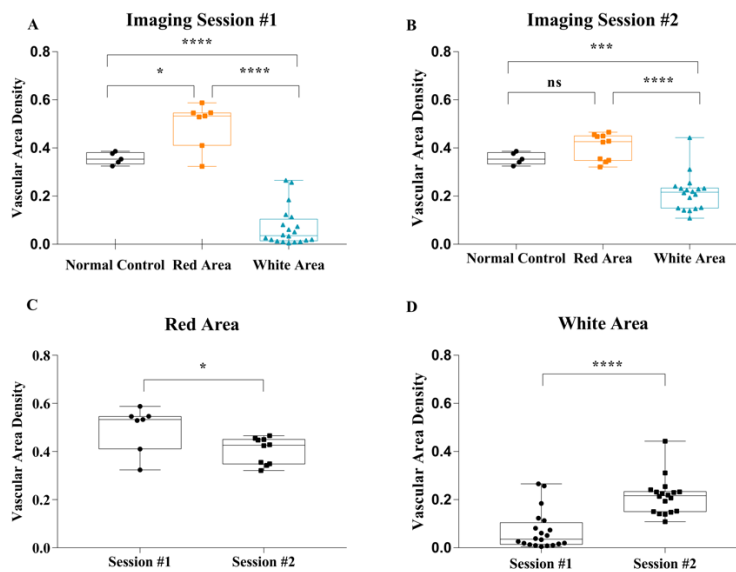 A
Imaging Session #1
Vascular Area Density
0.8
0.6
0.4
0.2
0.0
****
*
****
Normal Control
Red Area
White Area
B
Imaging Session #2
Vascular Area Density
0.8
0.6
0.4
0.2
0.0
***
ns
****
Normal Control
Red Area
White Area
C
Red Area
Vascular Area Density
0.8
0.6
0.4
0.2
0.0
*
Session #1
Session #2
D
White Area
Vascular Area Density
0.8
0.6
0.4
0.2
0.0
****
Session #1
Session #2